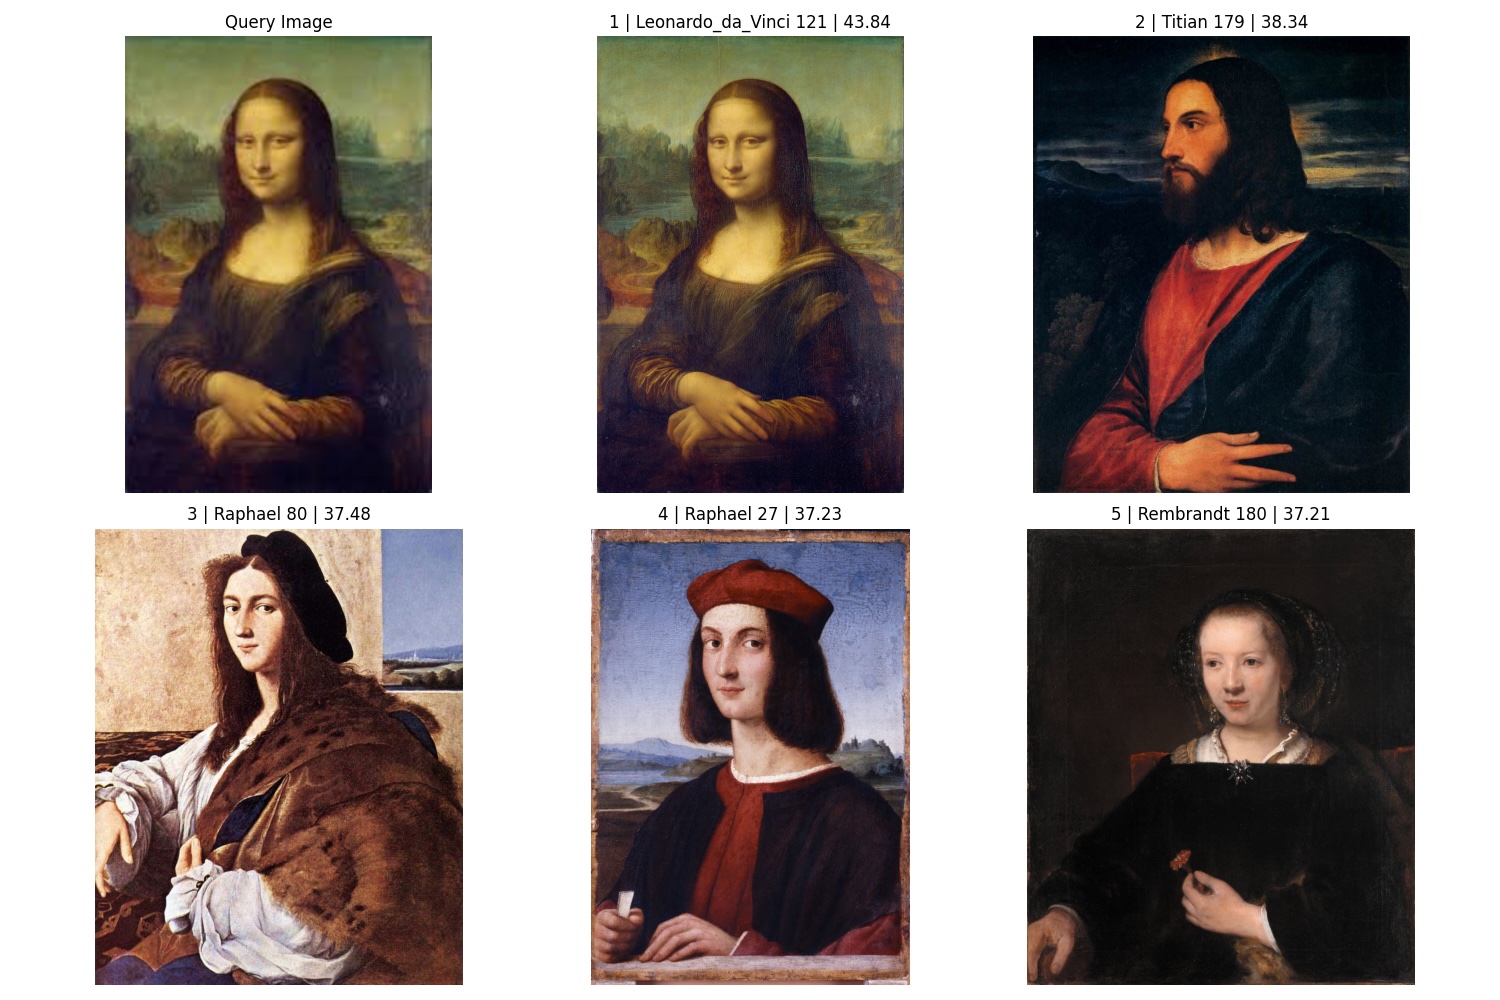 Query Image
1 | Leonardo_da_Vinci 121 | 43.84
2 | Titian 179 | 38.34
3 | Raphael 80 | 37.48
4 | Raphael 27 | 37.23
5 | Rembrandt 180 | 37.21